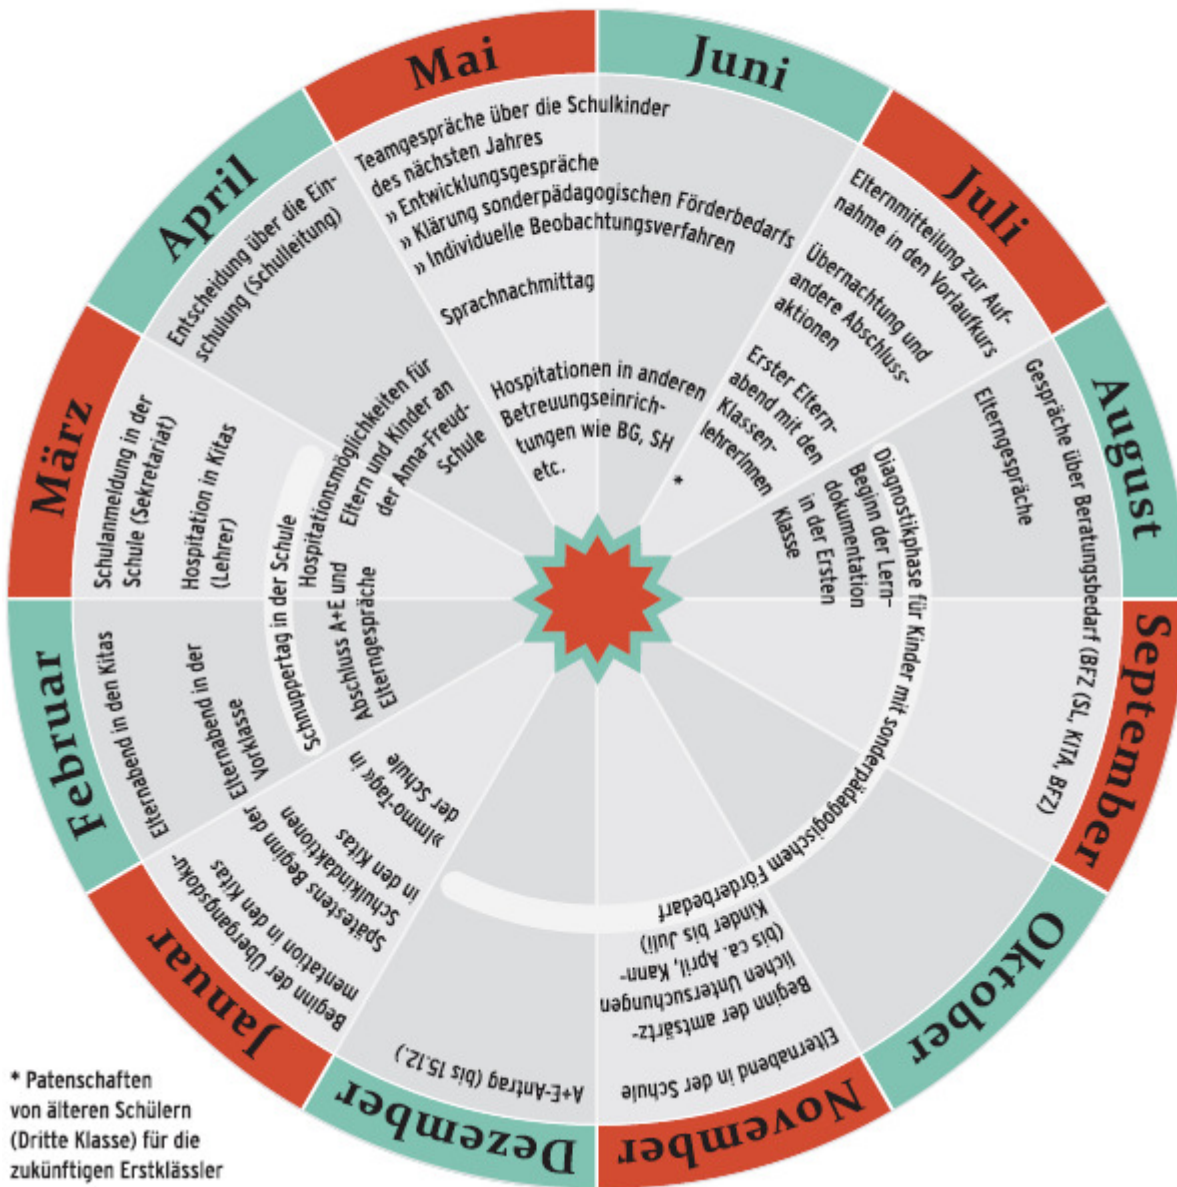 Mai
Juni
Juli
August
September
Oktober
November
Dezember
Januar
Februar
März
April
Teamgespräche über die Schulkinder
des nächsten Jahres
» Entwicklungsgespräche
» Klärung sonderpädagogischen Förderbedarfs
» Individuelle Beobachtungsverfahren
Sprachnachmittag
Hospitationen in anderen
Betreuungseinrich-
tungen wie BG, SH
etc.
*
Elternmitteilung zur Auf-
nahme in den Vorlaufkurs
Übernachtung und
andere Abschluss-
aktionen
Erster Eltern-
abend mit den
Klassen-
lehrerInnen
Gespräche über Beratungsbedarf (BFZ (SL, KITA, BFZ)
Elterngespräche
Diagnostikphase für Kinder mit sonderpädagogischem Förderbedarf
Beginn der Lern-
dokumentation
in der Ersten
Klasse
Elternabend in der Schule
Beginn der amtsärtz-
lichen Untersuchungen
(bis ca. April, Kann-
Kinder bis Juli)
A+E-Antrag (bis 15.12.)
Beginn der Übergangsdoku-
mentation in den Kitas
Spätestens Beginn der
Schulkindaktionen
in den Kitas
»Immo-Tag« in
der Schule
Elternabend in den Kitas
Elternabend in der
Vorklasse
Schnuppertag in der Schule
Abschluss A+E und
Elterngespräche
Schulanmeldung in der
Schule (Sekretariat)
Hospitation in Kitas
(Lehrer)
Hospitationsmöglichkeiten für
Eltern und Kinder an
der Anna-Freud-
Schule
Entscheidung über die Ein-
schulung (Schulleitung)
* Patenschaften
von älteren Schülern
(Dritte Klasse) für die
zukünftigen Erstklässler